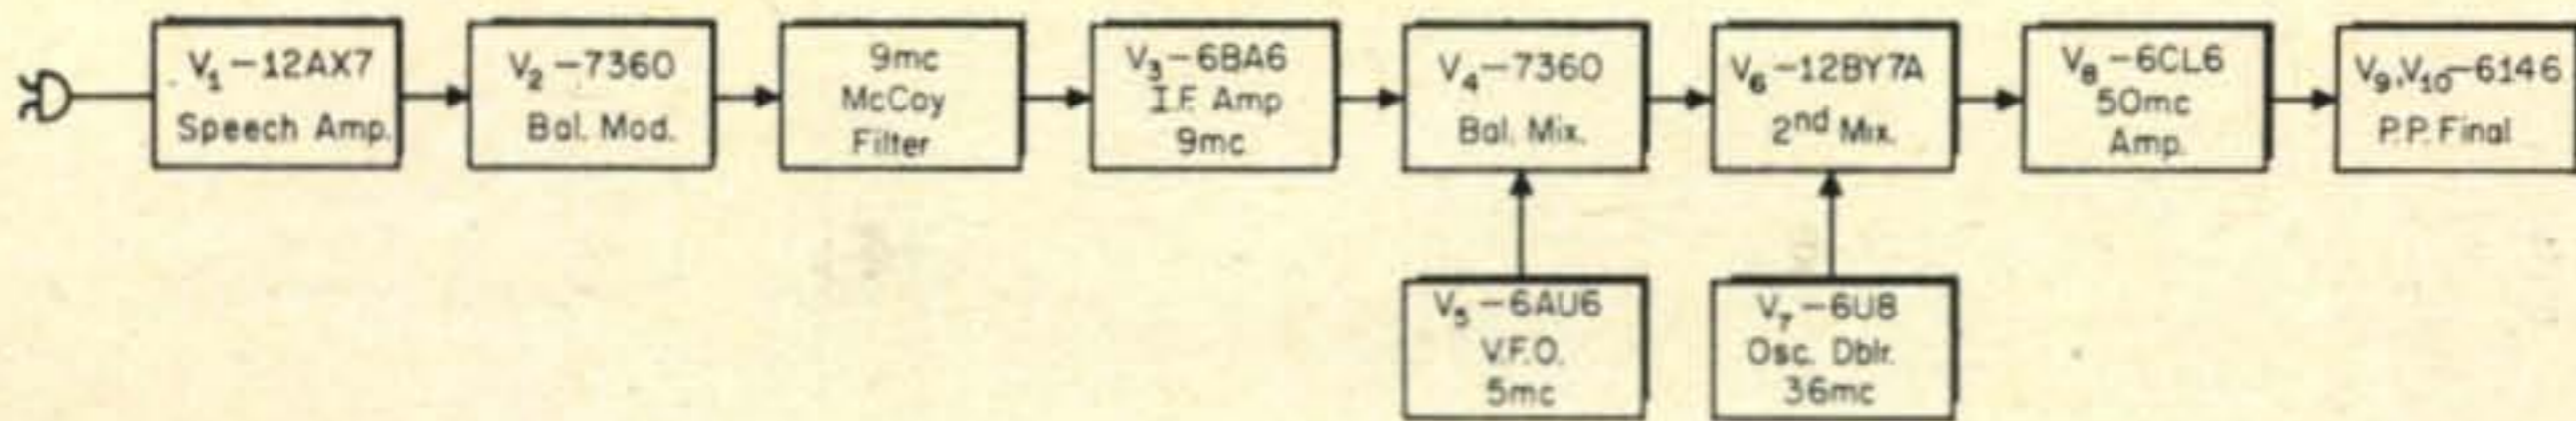 V1-12AX7
Speech Amp.
V2-7360
Bal. Mod.
9mc
McCoy
Filter
V3-6BA6
I.F. Amp
9mc
V4-7360
Bal. Mix.
V6-12BY7A
2nd Mix.
V8-6CL6
50mc
Amp.
V9,V10-6146
P.P. Final
V5-6AU6
V.F.O.
5mc
V7-6U8
Osc. Dblr.
36mc